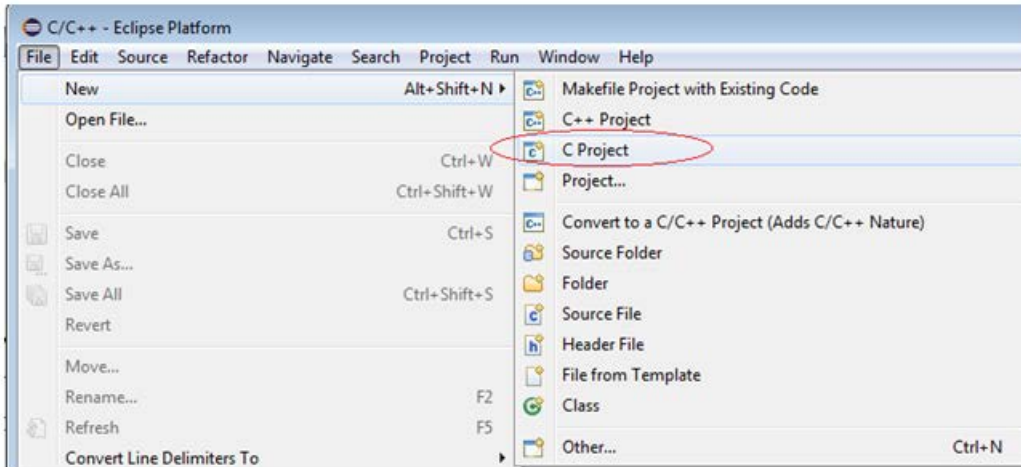 C/C++ - Eclipse Platform
File Edit Source Refactor Navigate Search Project Run Window Help
New Alt+Shift+N
Open File...
Close Ctrl+W
Close All Ctrl+Shift+W
Save Ctrl+S
Save As...
Save All Ctrl+Shift+S
Revert
Move...
Rename... F2
Refresh F5
Convert Line Delimiters To
Makefile Project with Existing Code
C++ Project
C Project
Project...
Convert to a C/C++ Project (Adds C/C++ Nature)
Source Folder
Folder
Source File
Header File
File from Template
Class
Other... Ctrl+N